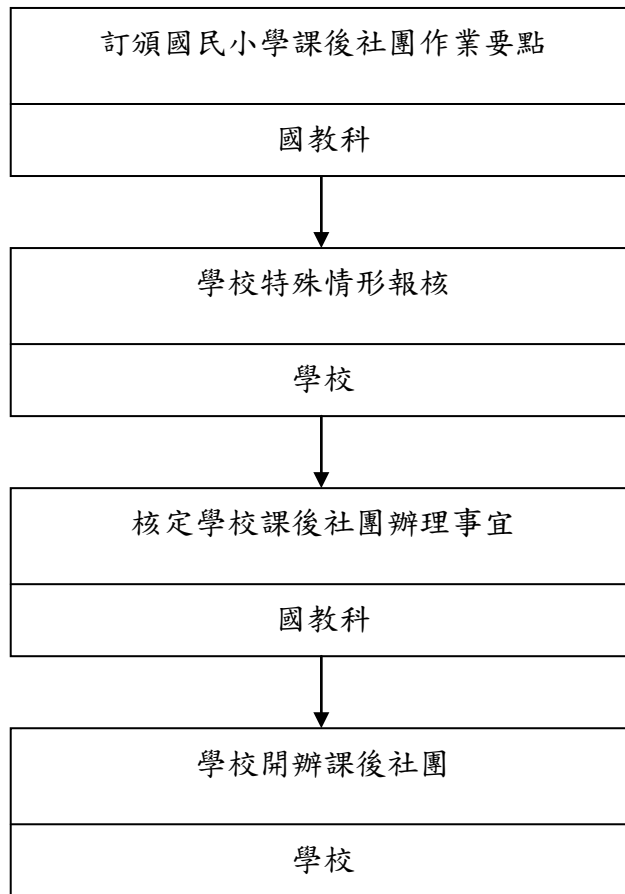 訂頒國民小學課後社團作業要點
國教科
學校特殊情形報核
學校
核定學校課後社團辦理事宜
國教科
學校開辦課後社團
學校